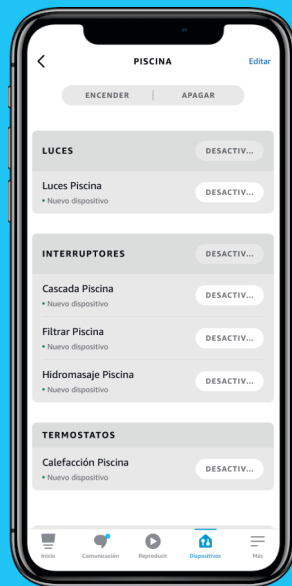 PISCINA
Editar
ENCENDER
APAGAR
LUCES
DESACTIV...
Luces Piscina
DESACTIV...
• Nuevo dispositivo
INTERRUPTORES
DESACTIV...
Cascada Piscina
DESACTIV...
• Nuevo dispositivo
Filtrar Piscina
DESACTIV...
• Nuevo dispositivo
Hidromasaje Piscina
DESACTIV...
• Nuevo dispositivo
TERMOSTATOS
Calefacción Piscina
DESACTIV...
• Nuevo dispositivo
Inicio
Comunicación
Reproducir
Dispositivos
Más